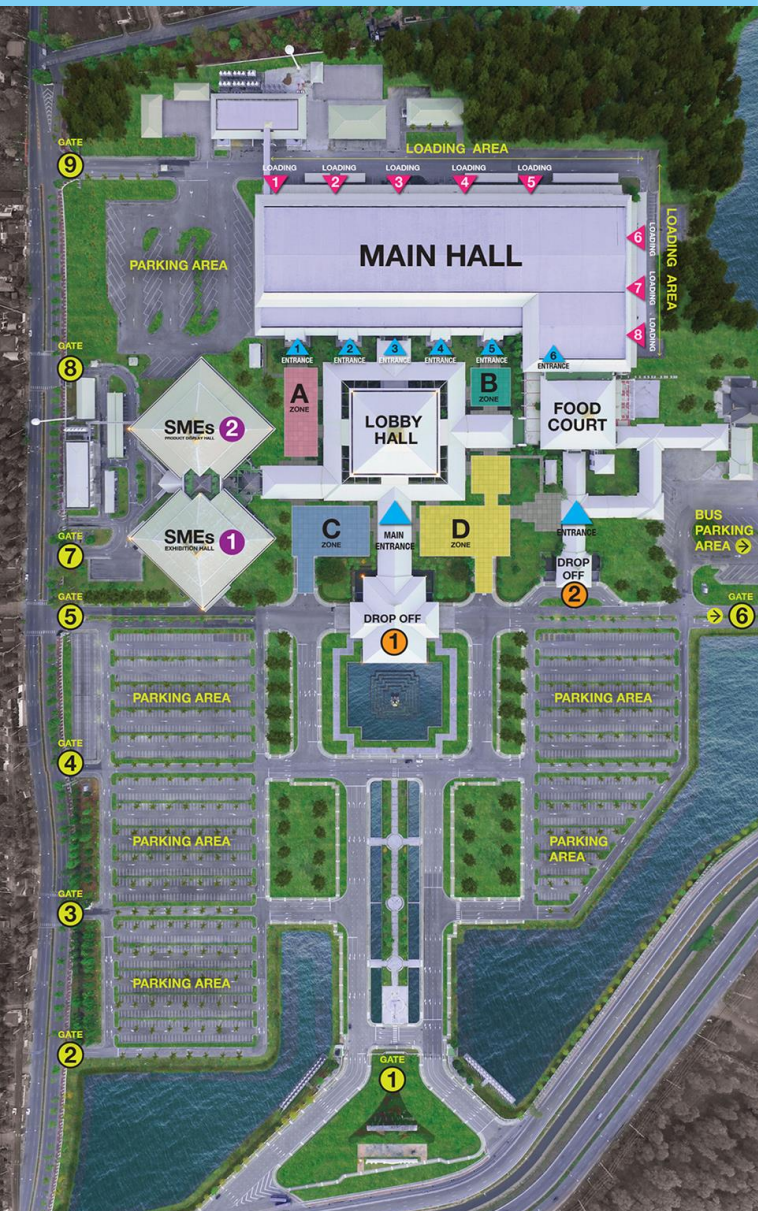 LOADING AREA
GATE
9
LOADING
1
LOADING
2
LOADING
3
LOADING
4
LOADING
5
6
LOADING
7
LOADING
8
LOADING
LOADING AREA
MAIN HALL
PARKING AREA
1
ENTRANCE
2
ENTRANCE
3
ENTRANCE
4
ENTRANCE
5
ENTRANCE
6
ENTRANCE
GATE
8
A
ZONE
B
ZONE
SMEs 2
PRODUCT DISPLAY HALL
LOBBY
HALL
FOOD
COURT
SMEs 1
EXHIBITION HALL
C
ZONE
MAIN
ENTRANCE
D
ZONE
ENTRANCE
BUS
PARKING
AREA
GATE
7
DROP
OFF
2
GATE
5
DROP OFF
1
GATE
6
PARKING AREA
PARKING AREA
GATE
4
PARKING AREA
PARKING
AREA
GATE
3
PARKING AREA
GATE
2
GATE
1